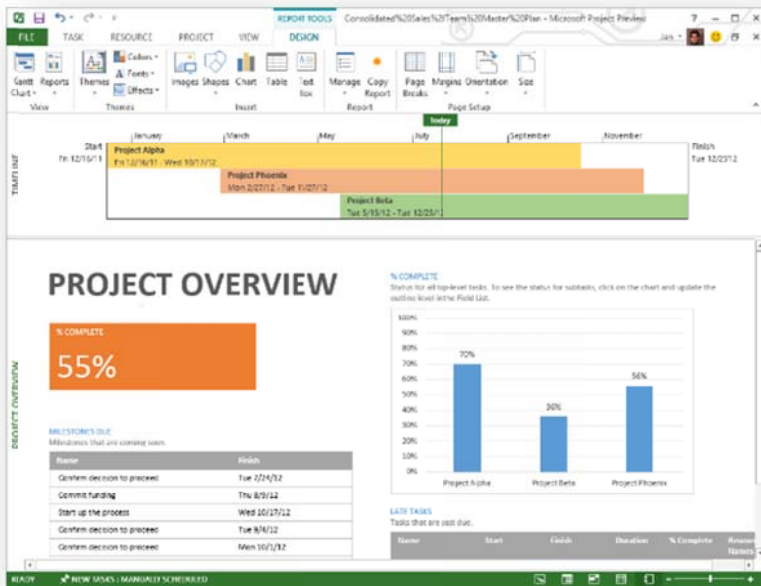 REPORT TOOLS
Consolidated%20Sales%20Team%20Master%20Plan - Microsoft Project Preview
FILE TASK RESOURCE PROJECT VIEW DESIGN
Jan
Gantt Chart Reports Themes Colors Fonts Effects Images Shapes Chart Table Text Box Manage Copy Report Page Breaks Margins Orientation Size
View Themes Insert Report Page Setup
Today
January March May July September November
TIMELINE
Start
Fri 12/16/11
Finish
Tue 12/25/12
Project Alpha
Fri 12/16/11 - Wed 10/17/12
Project Phoenix
Mon 2/27/12 - Tue 11/27/12
Project Beta
Tue 5/15/12 - Tue 12/25/12
PROJECT OVERVIEW
PROJECT OVERVIEW
% COMPLETE
55%
MILESTONES DUE
Milestones that are coming soon.
Name Finish
Confirm decision to proceed Tue 7/24/12
Commit funding Thu 8/9/12
Start up the process Wed 10/17/12
Confirm decision to proceed Tue 9/4/12
Confirm decision to proceed Mon 10/1/12
% COMPLETE
Status for all top-level tasks. To see the status for subtasks, click on the chart and update the
outline level in the Field List.
100%
90%
80%
70%
60%
50%
40%
30%
20%
10%
0%
70%
36%
56%
Project Alpha Project Beta Project Phoenix
LATE TASKS
Tasks that are past due.
Name Start Finish Duration % Complete Resource
Names
READY NEW TASKS : MANUALLY SCHEDULED